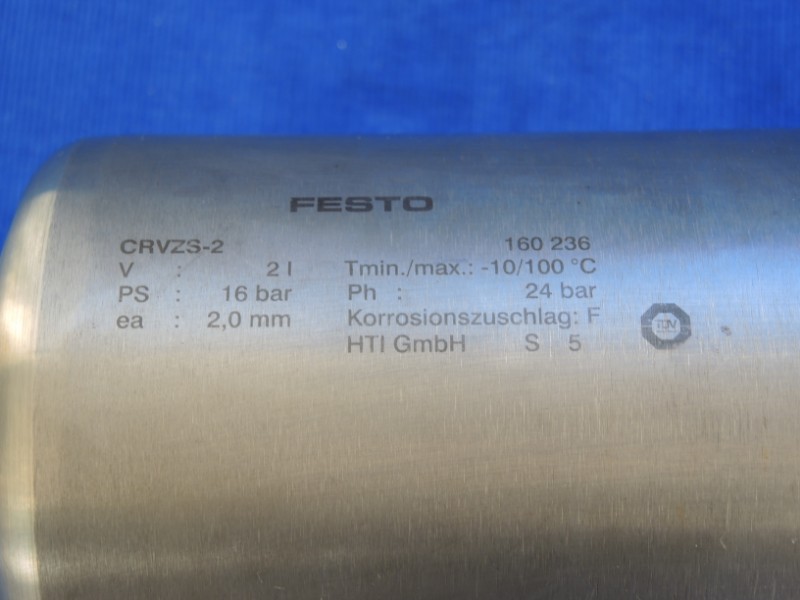 FESTO
CRVZS-2 160 236
V : 2 l Tmin./max.: -10/100 °C
PS : 16 bar Ph : 24 bar
ea : 2,0 mm Korrosionszuschlag: F
HTI GmbH S 5
TÜV